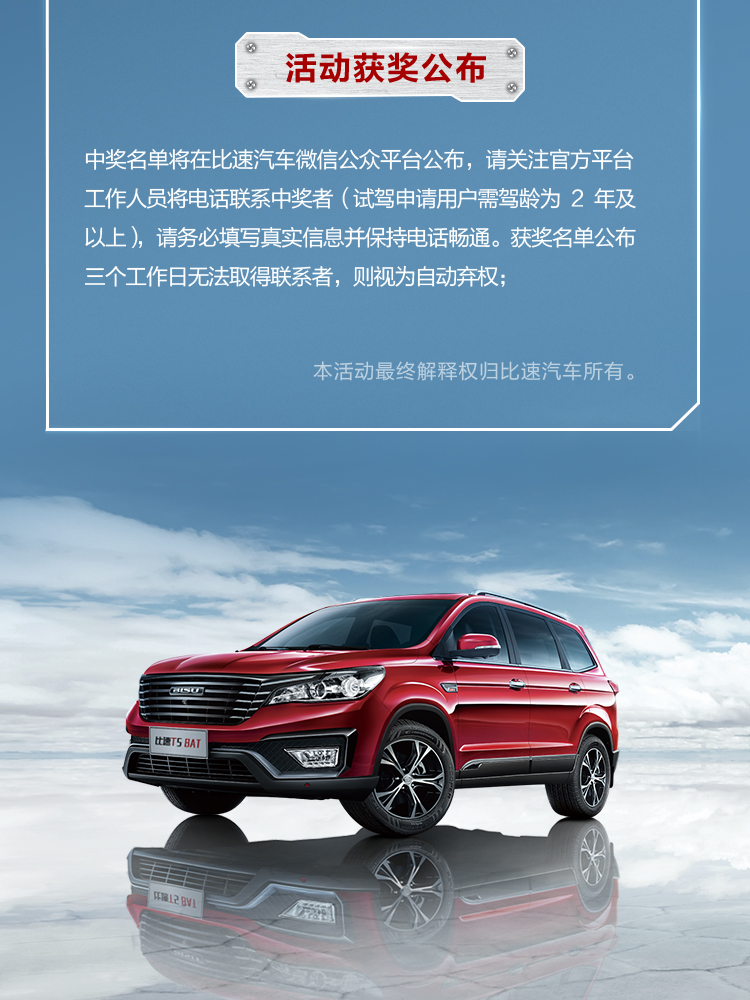 活动获奖公布
中奖名单将在比速汽车微信公众平台公布，请关注官方平台
工作人员将电话联系中奖者（试驾申请用户需驾龄为 2 年及
以上），请务必填写真实信息并保持电话畅通。获奖名单公布
三个工作日无法取得联系者，则视为自动弃权；
本活动最终解释权归比速汽车所有。
BISU
比速T5 8AT